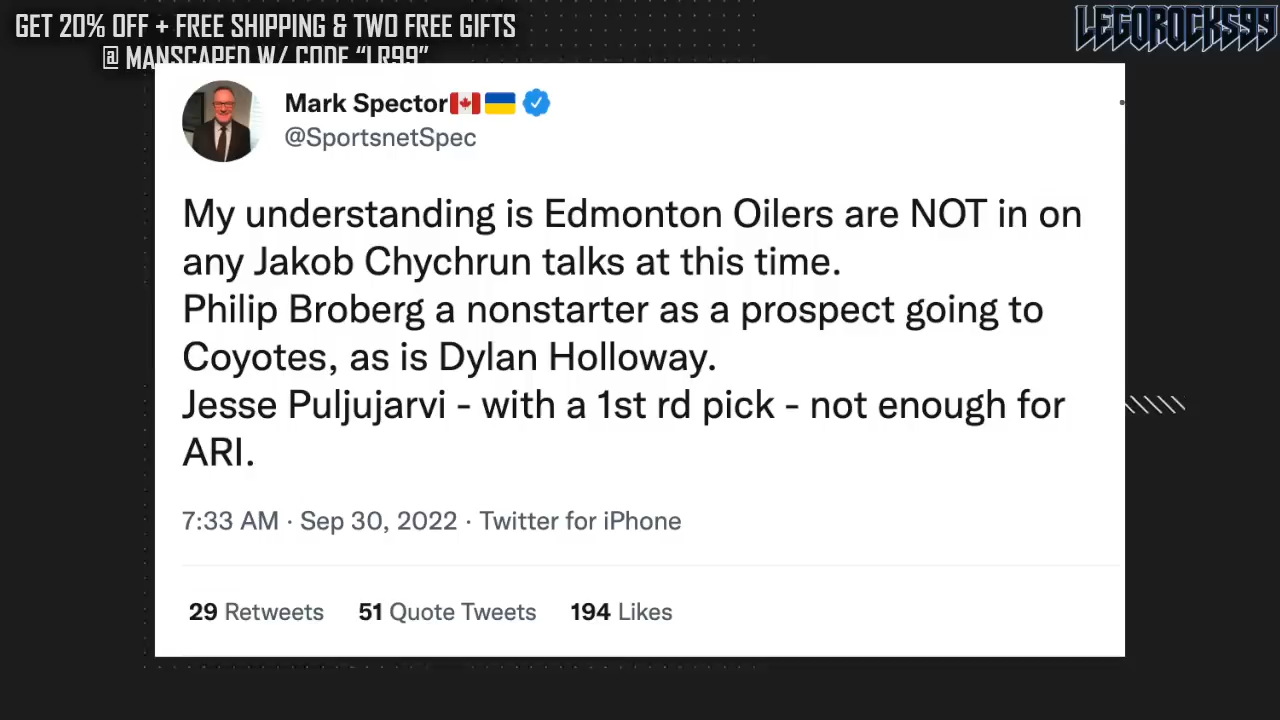 GET 20% OFF + FREE SHIPPING & TWO FREE GIFTS
@ MANSCAPED W/ CODE "LR99"
LEGOROCKS99
Mark Spector🇨🇦🇺🇦
@SportsnetSpec
My understanding is Edmonton Oilers are NOT in on
any Jakob Chychrun talks at this time.
Philip Broberg a nonstarter as a prospect going to
Coyotes, as is Dylan Holloway.
Jesse Puljujarvi - with a 1st rd pick - not enough for
ARI.
7:33 AM · Sep 30, 2022 · Twitter for iPhone
29 Retweets 51 Quote Tweets 194 Likes